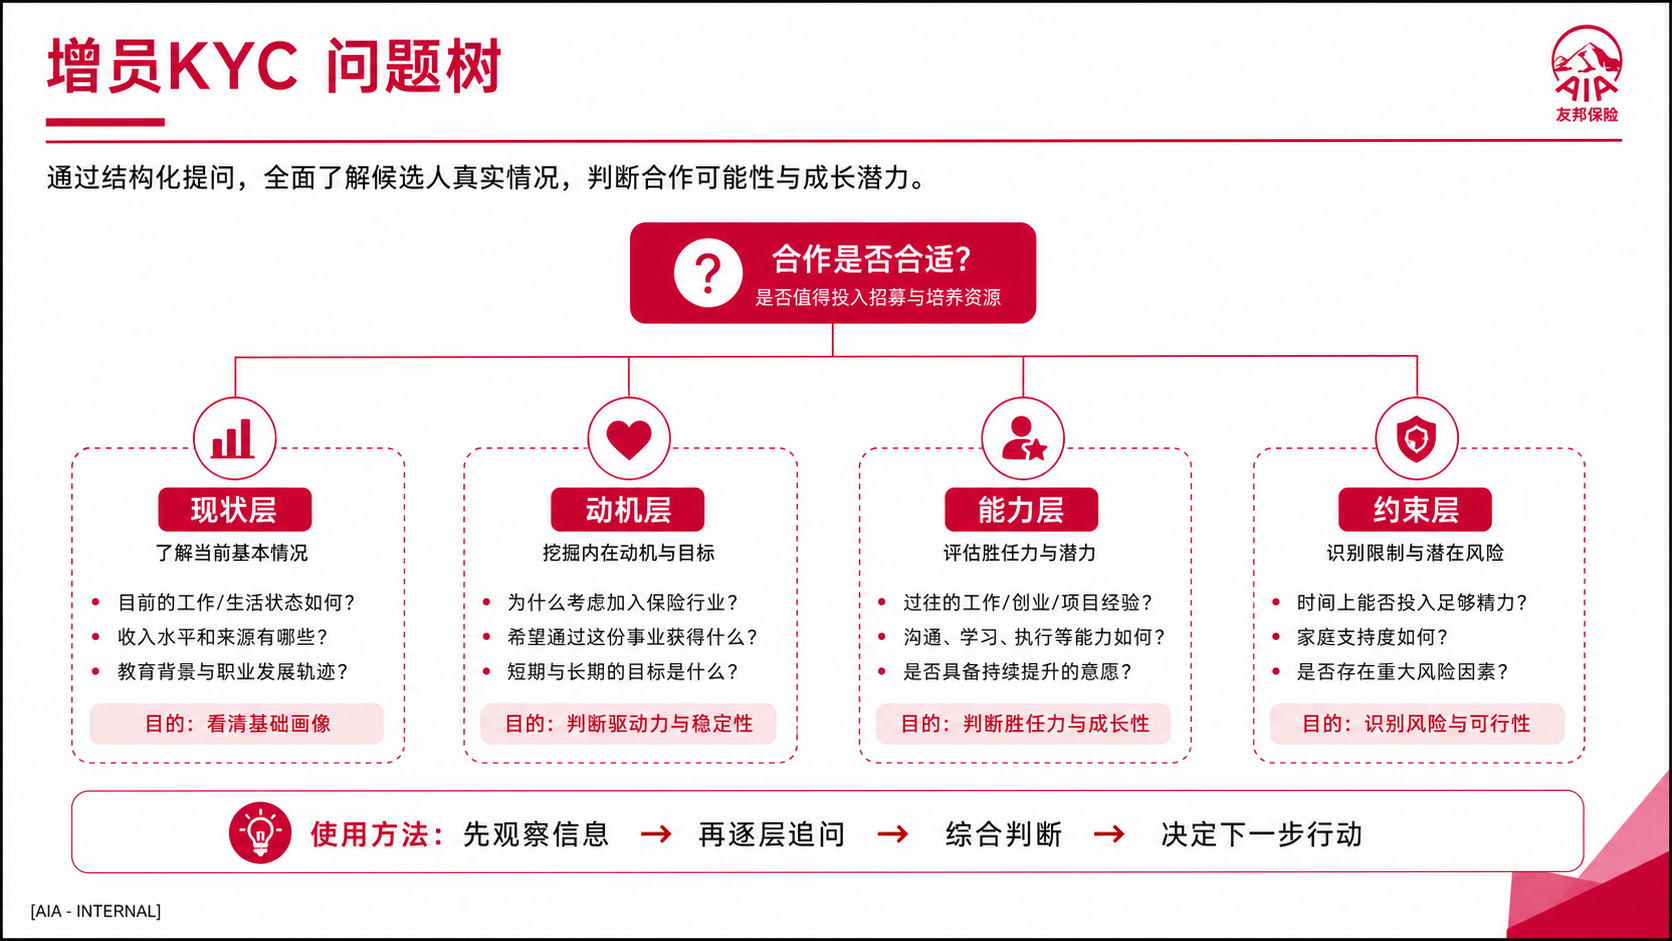 增员KYC 问题树
AIA
友邦保险
通过结构化提问，全面了解候选人真实情况，判断合作可能性与成长潜力。
?
合作是否合适？
是否值得投入招募与培养资源
现状层
了解当前基本情况
• 目前的工作/生活状态如何？
• 收入水平和来源有哪些？
• 教育背景与职业发展轨迹？
目的：看清基础画像
动机层
挖掘内在动机与目标
• 为什么考虑加入保险行业？
• 希望通过这份事业获得什么？
• 短期与长期的目标是什么？
目的：判断驱动力与稳定性
能力层
评估胜任力与潜力
• 过往的工作/创业/项目经验？
• 沟通、学习、执行等能力如何？
• 是否具备持续提升的意愿？
目的：判断胜任力与成长性
约束层
识别限制与潜在风险
• 时间上能否投入足够精力？
• 家庭支持度如何？
• 是否存在重大风险因素？
目的：识别风险与可行性
使用方法：先观察信息 → 再逐层追问 → 综合判断 → 决定下一步行动
[AIA - INTERNAL]